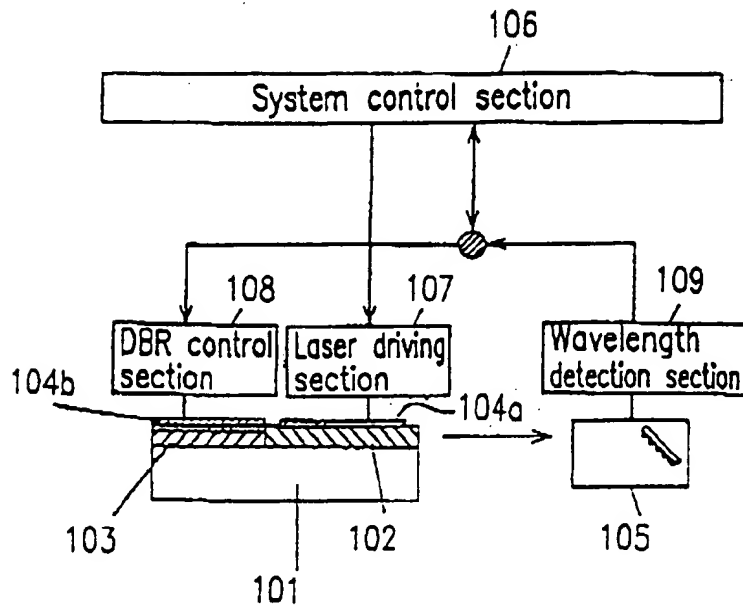 106
System control section
108
107
109
DBR control
section
Laser driving
section
Wavelength
detection section
104b
104a
103
102
105
101